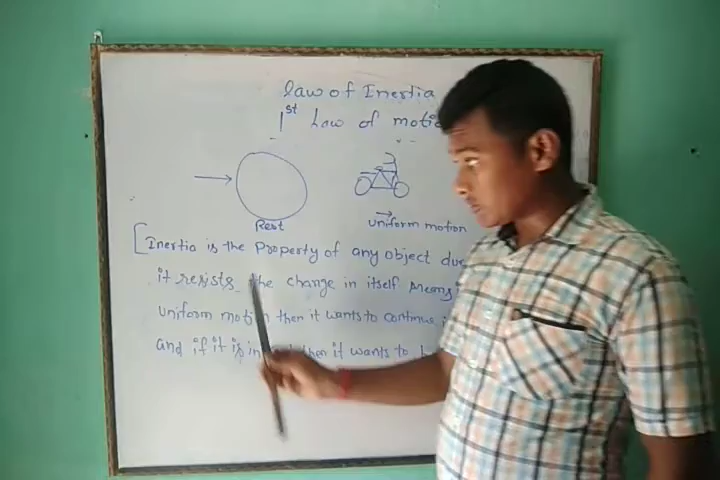 law of Inertia
1st Law of motio
Rest
uniform motion
[Inertia is the Property of any object due
it resists the change in itself means
uniform motion then it wants to continue
and if it is in then it wants to